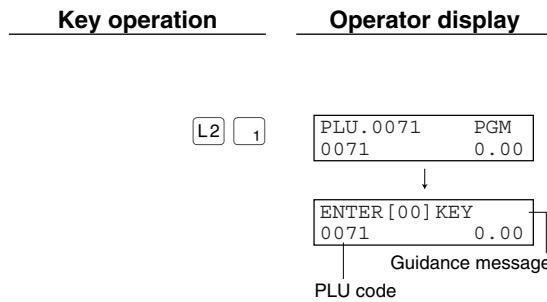 Key operation
Operator display
L2 1
PLU.0071 PGM
0071 0.00
ENTER[00]KEY
0071 0.00
Guidance message
PLU code